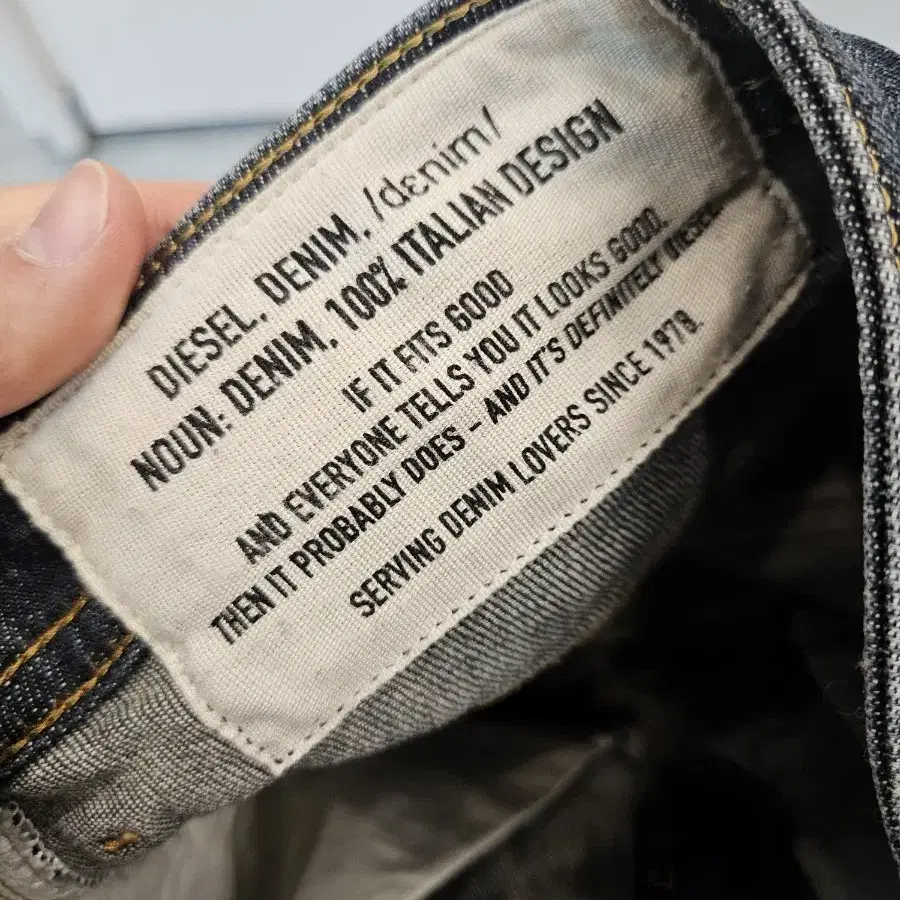 DIESEL, DENIM, /dɛnim/
NOUN: DENIM, 100% ITALIAN DESIGN
IF IT FITS GOOD
AND EVERYONE TELLS YOU IT LOOKS GOOD.
THEN IT PROBABLY DOES - AND IT'S DEFINITELY DIESEL
SERVING DENIM LOVERS SINCE 1978.